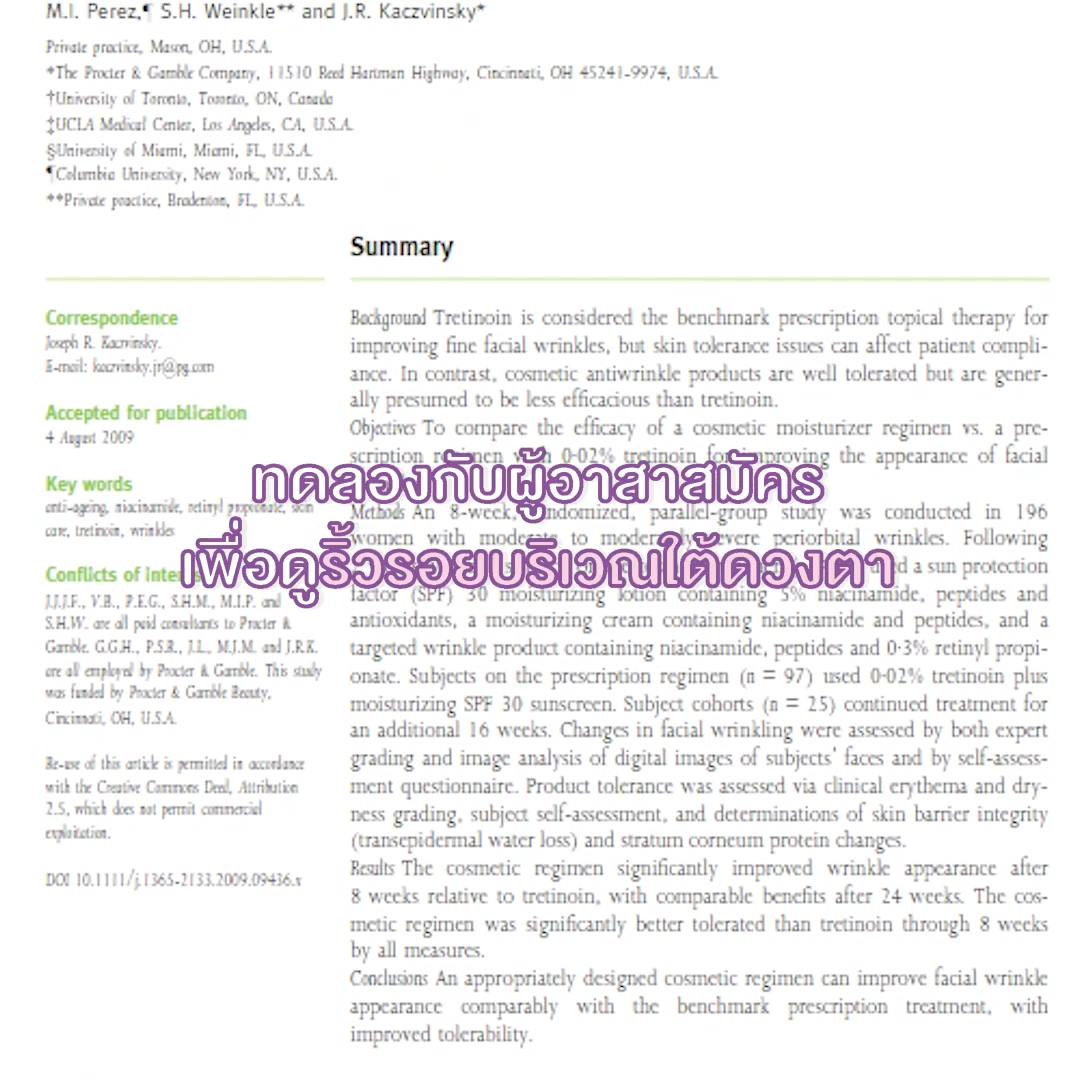 M.I. Perez,¶ S.H. Weinkle** and J.R. Kaczvinsky*
Private practice, Mason, OH, U.S.A.
*The Procter & Gamble Company, 11510 Reed Hartman Highway, Cincinnati, OH 45241-9974, U.S.A.
†University of Toronto, Toronto, ON, Canada
‡UCLA Medical Center, Los Angeles, CA, U.S.A.
§University of Miami, Miami, FL, U.S.A.
¶Columbia University, New York, NY, U.S.A.
**Private practice, Bradenton, FL, U.S.A.
Correspondence
Joseph R. Kaczvinsky.
E-mail: kaczvinsky.jr@pg.com
Accepted for publication
4 August 2009
Key words
anti-ageing, niacinamide, retinyl propionate, skin
care, tretinoin, wrinkles
Conflicts of
J.J.J.F., V.B., P.E.G., S.H.M., M.I.P. and
S.H.W. are all paid consultants to Procter &
Gamble. G.G.H., P.S.R., J.L., M.J.M. and J.R.K.
are all employed by Procter & Gamble. This study
was funded by Procter & Gamble Beauty,
Cincinnati, OH, U.S.A.
Re-use of this article is permitted in accordance
with the Creative Commons Deed, Attribution
2.5, which does not permit commercial
exploitation.
DOI 10.1111/j.1365-2133.2009.09436.x
Summary
Background Tretinoin is considered the benchmark prescription topical therapy for
improving fine facial wrinkles, but skin tolerance issues can affect patient compli-
ance. In contrast, cosmetic antiwrinkle products are well tolerated but are gener-
ally presumed to be less efficacious than tretinoin.
Objectives To compare the efficacy of a cosmetic moisturizer regimen vs. a pre-
scription regimen with 0·02% tretinoin for improving the appearance of facial
ทดลองกับผู้อาสาสมัคร
Methods An 8-week, randomized, parallel-group study was conducted in 196
women with moderate to moderately severe periorbital wrinkles. Following
เพื่อดูริ้วรอยบริเวณใต้ดวงตา
a sun protection
factor (SPF) 30 moisturizing lotion containing 5% niacinamide, peptides and
antioxidants, a moisturizing cream containing niacinamide and peptides, and a
targeted wrinkle product containing niacinamide, peptides and 0·3% retinyl propi-
onate. Subjects on the prescription regimen (n = 97) used 0·02% tretinoin plus
moisturizing SPF 30 sunscreen. Subject cohorts (n = 25) continued treatment for
an additional 16 weeks. Changes in facial wrinkling were assessed by both expert
grading and image analysis of digital images of subjects' faces and by self-assess-
ment questionnaire. Product tolerance was assessed via clinical erythema and dry-
ness grading, subject self-assessment, and determinations of skin barrier integrity
(transepidermal water loss) and stratum corneum protein changes.
Results The cosmetic regimen significantly improved wrinkle appearance after
8 weeks relative to tretinoin, with comparable benefits after 24 weeks. The cos-
metic regimen was significantly better tolerated than tretinoin through 8 weeks
by all measures.
Conclusions An appropriately designed cosmetic regimen can improve facial wrinkle
appearance comparably with the benchmark prescription treatment, with
improved tolerability.